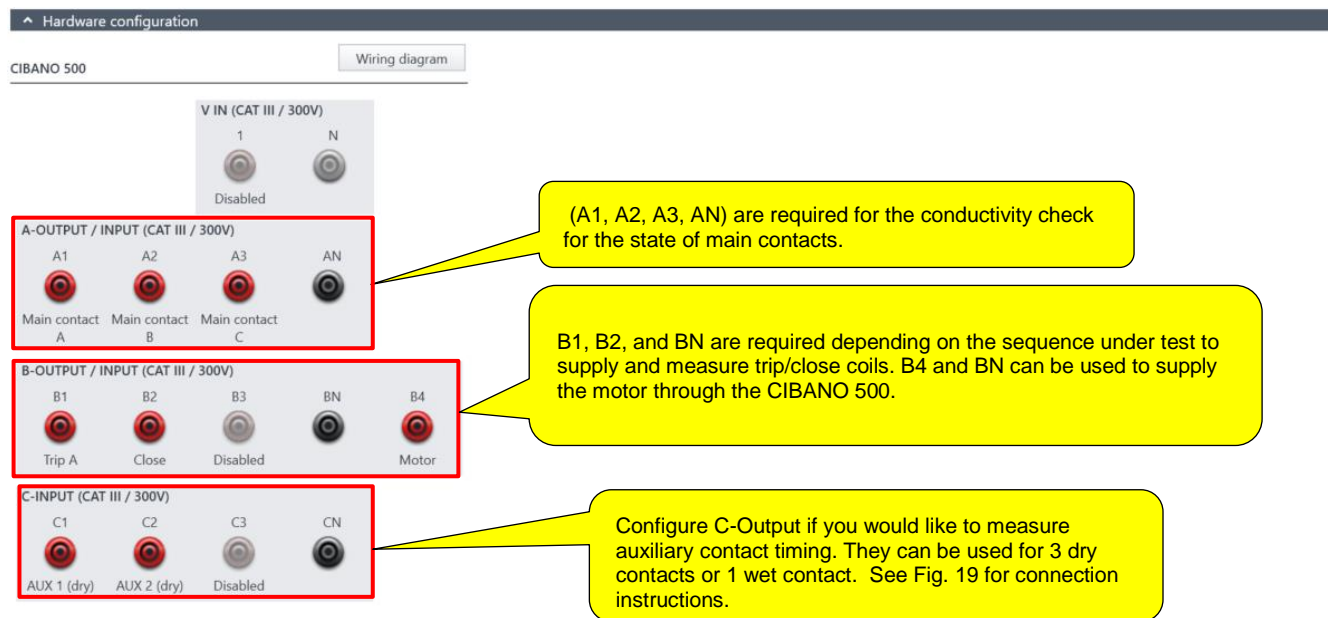 ^ Hardware configuration
CIBANO 500
Wiring diagram
V IN (CAT III / 300V)
1 N
Disabled
A-OUTPUT / INPUT (CAT III / 300V)
A1 A2 A3 AN
Main contact Main contact Main contact
A B C
(A1, A2, A3, AN) are required for the conductivity check
for the state of main contacts.
B-OUTPUT / INPUT (CAT III / 300V)
B1 B2 B3 BN B4
Trip A Close Disabled Motor
B1, B2, and BN are required depending on the sequence under test to
supply and measure trip/close coils. B4 and BN can be used to supply
the motor through the CIBANO 500.
C-INPUT (CAT III / 300V)
C1 C2 C3 CN
AUX 1 (dry) AUX 2 (dry) Disabled
Configure C-Output if you would like to measure
auxiliary contact timing. They can be used for 3 dry
contacts or 1 wet contact. See Fig. 19 for connection
instructions.